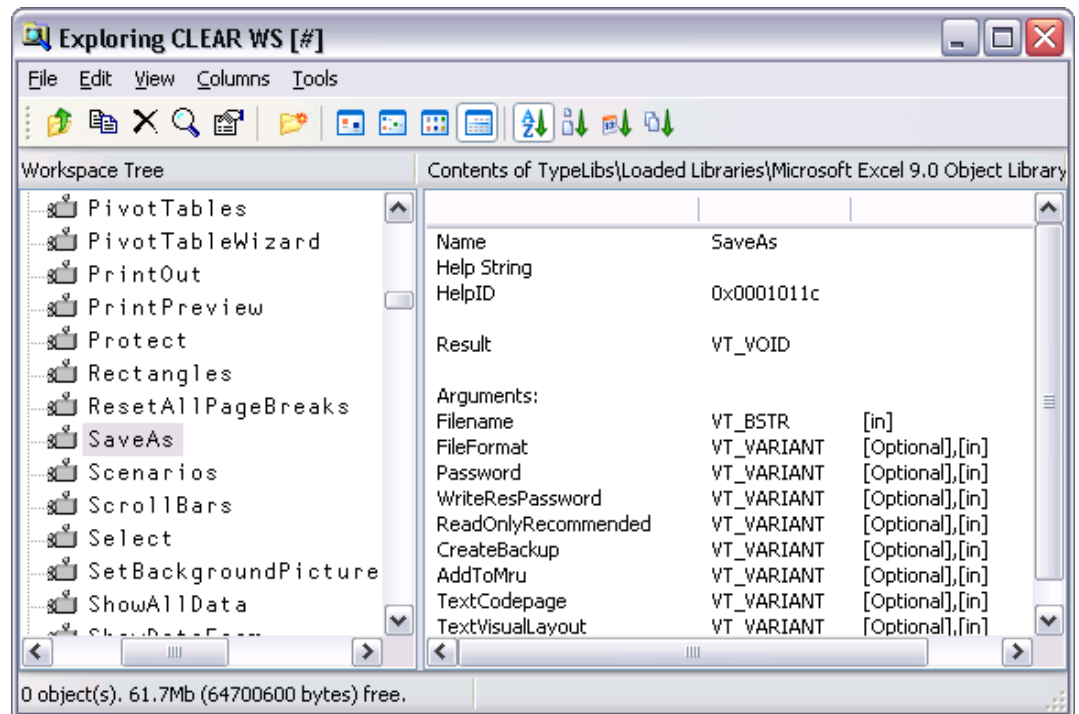 Exploring CLEAR WS [#]
File Edit View Columns Tools
Workspace Tree
Contents of TypeLibs\Loaded Libraries\Microsoft Excel 9.0 Object Library
PivotTables
PivotTableWizard
PrintOut
PrintPreview
Protect
Rectangles
ResetAllPageBreaks
SaveAs
Scenarios
ScrollBars
Select
SetBackgroundPicture
ShowAllData
Name SaveAs
Help String
HelpID 0x0001011c
Result VT_VOID
Arguments:
Filename VT_BSTR [in]
FileFormat VT_VARIANT [Optional],[in]
Password VT_VARIANT [Optional],[in]
WriteResPassword VT_VARIANT [Optional],[in]
ReadOnlyRecommended VT_VARIANT [Optional],[in]
CreateBackup VT_VARIANT [Optional],[in]
AddToMru VT_VARIANT [Optional],[in]
TextCodepage VT_VARIANT [Optional],[in]
TextVisualLayout VT_VARIANT [Optional],[in]
0 object(s). 61.7Mb (64700600 bytes) free.